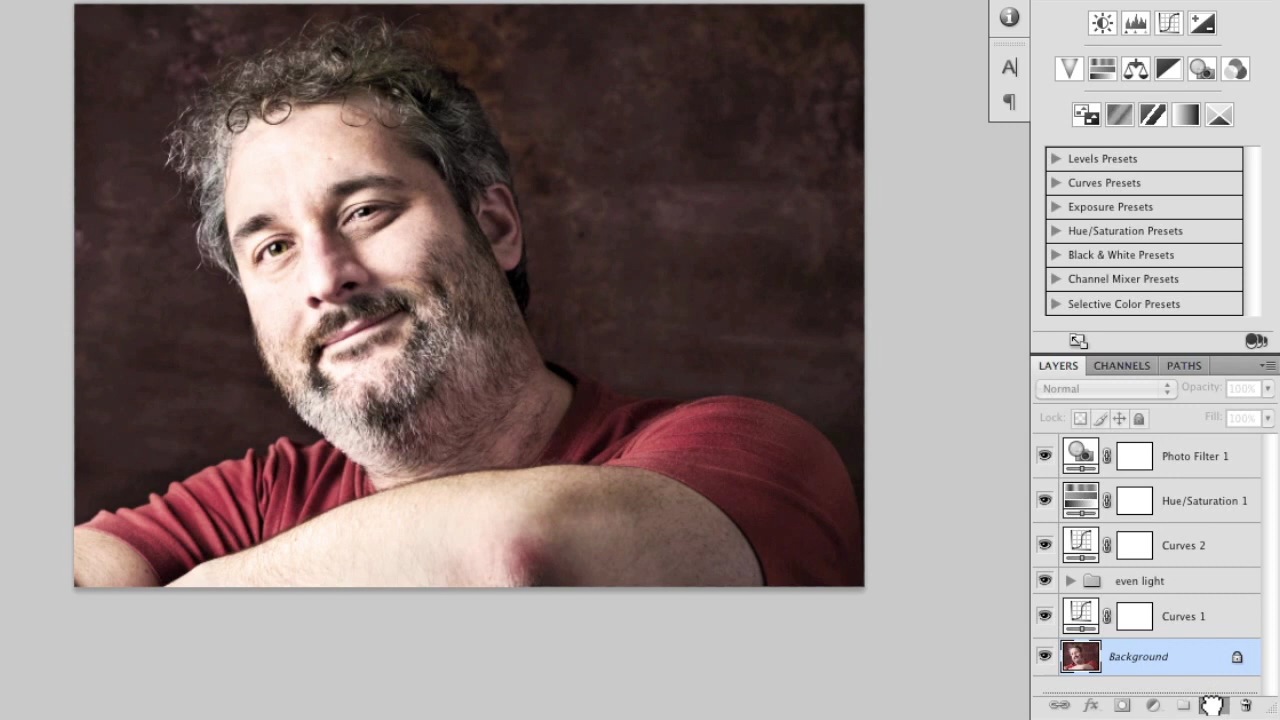 A
Levels Presets
Curves Presets
Exposure Presets
Hue/Saturation Presets
Black & White Presets
Channel Mixer Presets
Selective Color Presets
LAYERS CHANNELS PATHS
Normal Opacity: 100%
Lock: Fill: 100%
Photo Filter 1
Hue/Saturation 1
Curves 2
even light
Curves 1
Background
fx